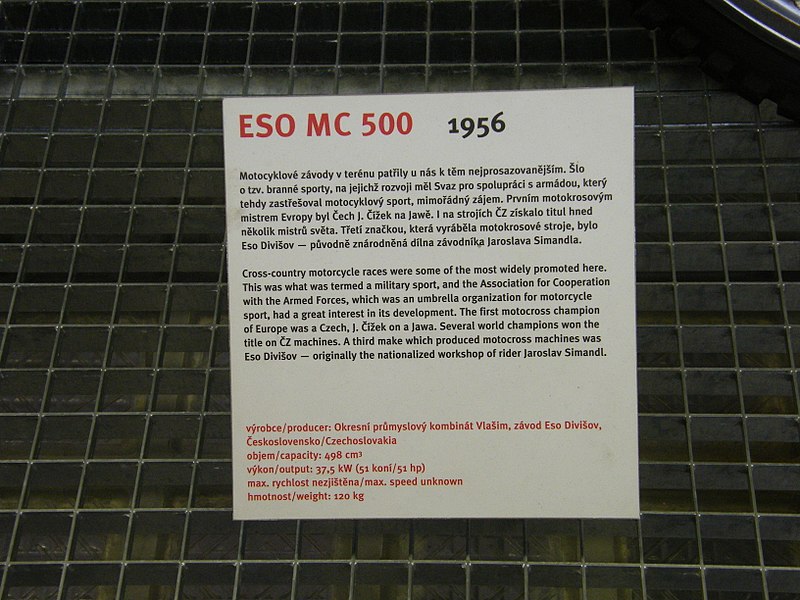 ESO MC 500 1956
Motocyklové závody v terénu patřily u nás k těm nejprosazovanějším. Šlo
o tzv. branné sporty, na jejichž rozvoji měl Svaz pro spolupráci s armádou, který
tehdy zastřešoval motocyklový sport, mimořádný zájem. Prvním motokrosovým
mistrem Evropy byl Čech J. Čížek na Jawě. I na strojích ČZ získalo titul hned
několik mistrů světa. Třetí značkou, která vyráběla motokrosové stroje, bylo
Eso Divišov — původně znárodněná dílna závodníka Jaroslava Simandla.
Cross-country motorcycle races were some of the most widely promoted here.
This was what was termed a military sport, and the Association for Cooperation
with the Armed Forces, which was an umbrella organization for motorcycle
sport, had a great interest in its development. The first motocross champion
of Europe was a Czech, J. Čížek on a Jawa. Several world champions won the
title on ČZ machines. A third make which produced motocross machines was
Eso Divišov — originally the nationalized workshop of rider Jaroslav Simandl.
výrobce/producer: Okresní průmyslový kombinát Vlašim, závod Eso Divišov,
Československo/Czechoslovakia
objem/capacity: 498 cm³
výkon/output: 37,5 kW (51 koní/51 hp)
max. rychlost nezjištěna/max. speed unknown
hmotnost/weight: 120 kg